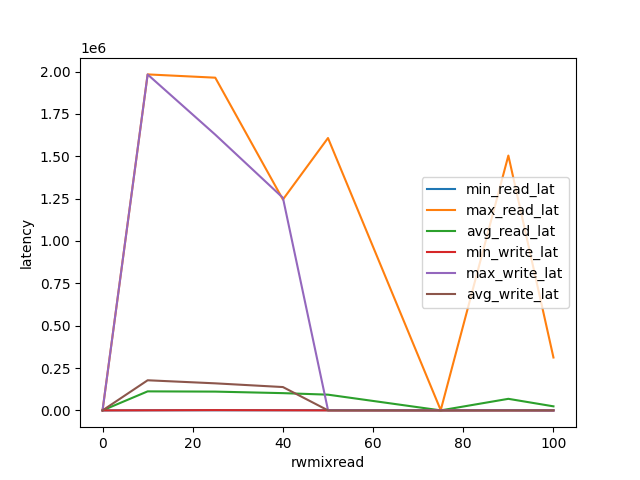 1e6
2.00
1.75
1.50
1.25
1.00
0.75
0.50
0.25
0.00
latency
min_read_lat
max_read_lat
avg_read_lat
min_write_lat
max_write_lat
avg_write_lat
0 20 40 60 80 100
rwmixread